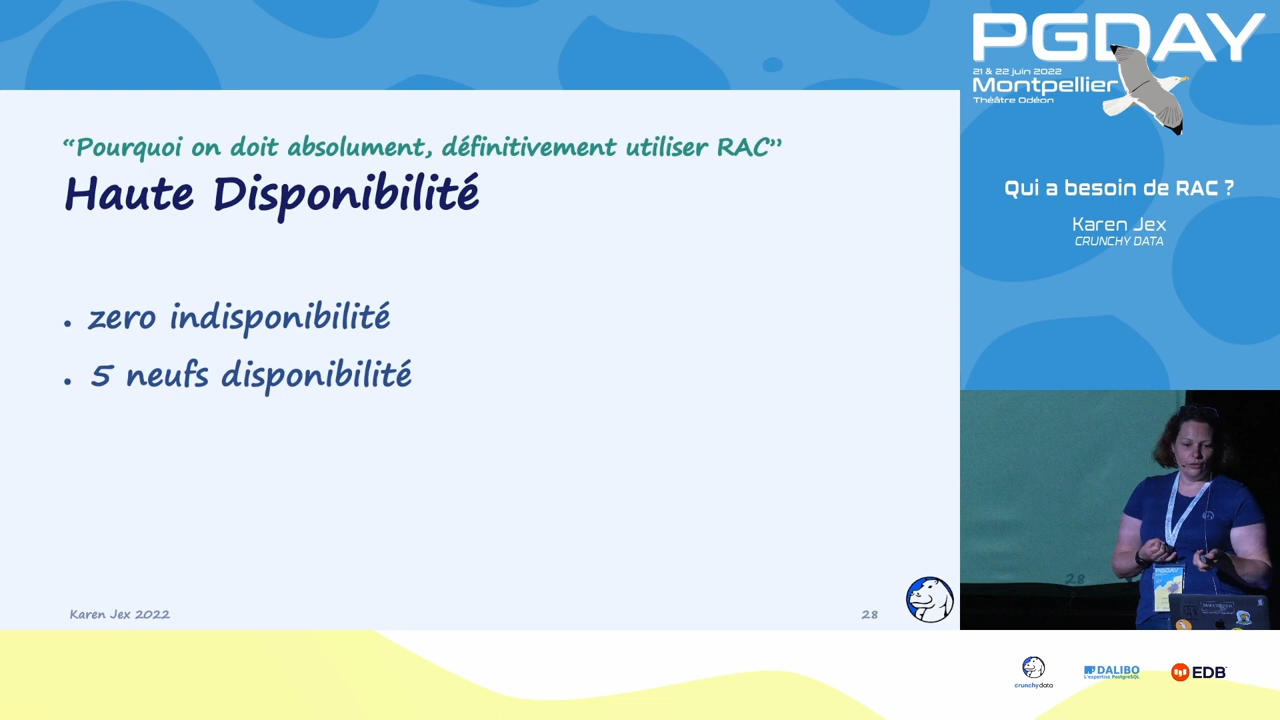 “Pourquoi on doit absolument, définitivement utiliser RAC”
Haute Disponibilité
. zero indisponibilité
. 5 neufs disponibilité
Karen Jex 2022
28
PGDAY
21 & 22 juin 2022
Montpellier
Théâtre Odéon
Qui a besoin de RAC ?
Karen Jex
CRUNCHY DATA
28
PGDAY
crunchydata
DALIBO
L'expertise PostgreSQL
EDB